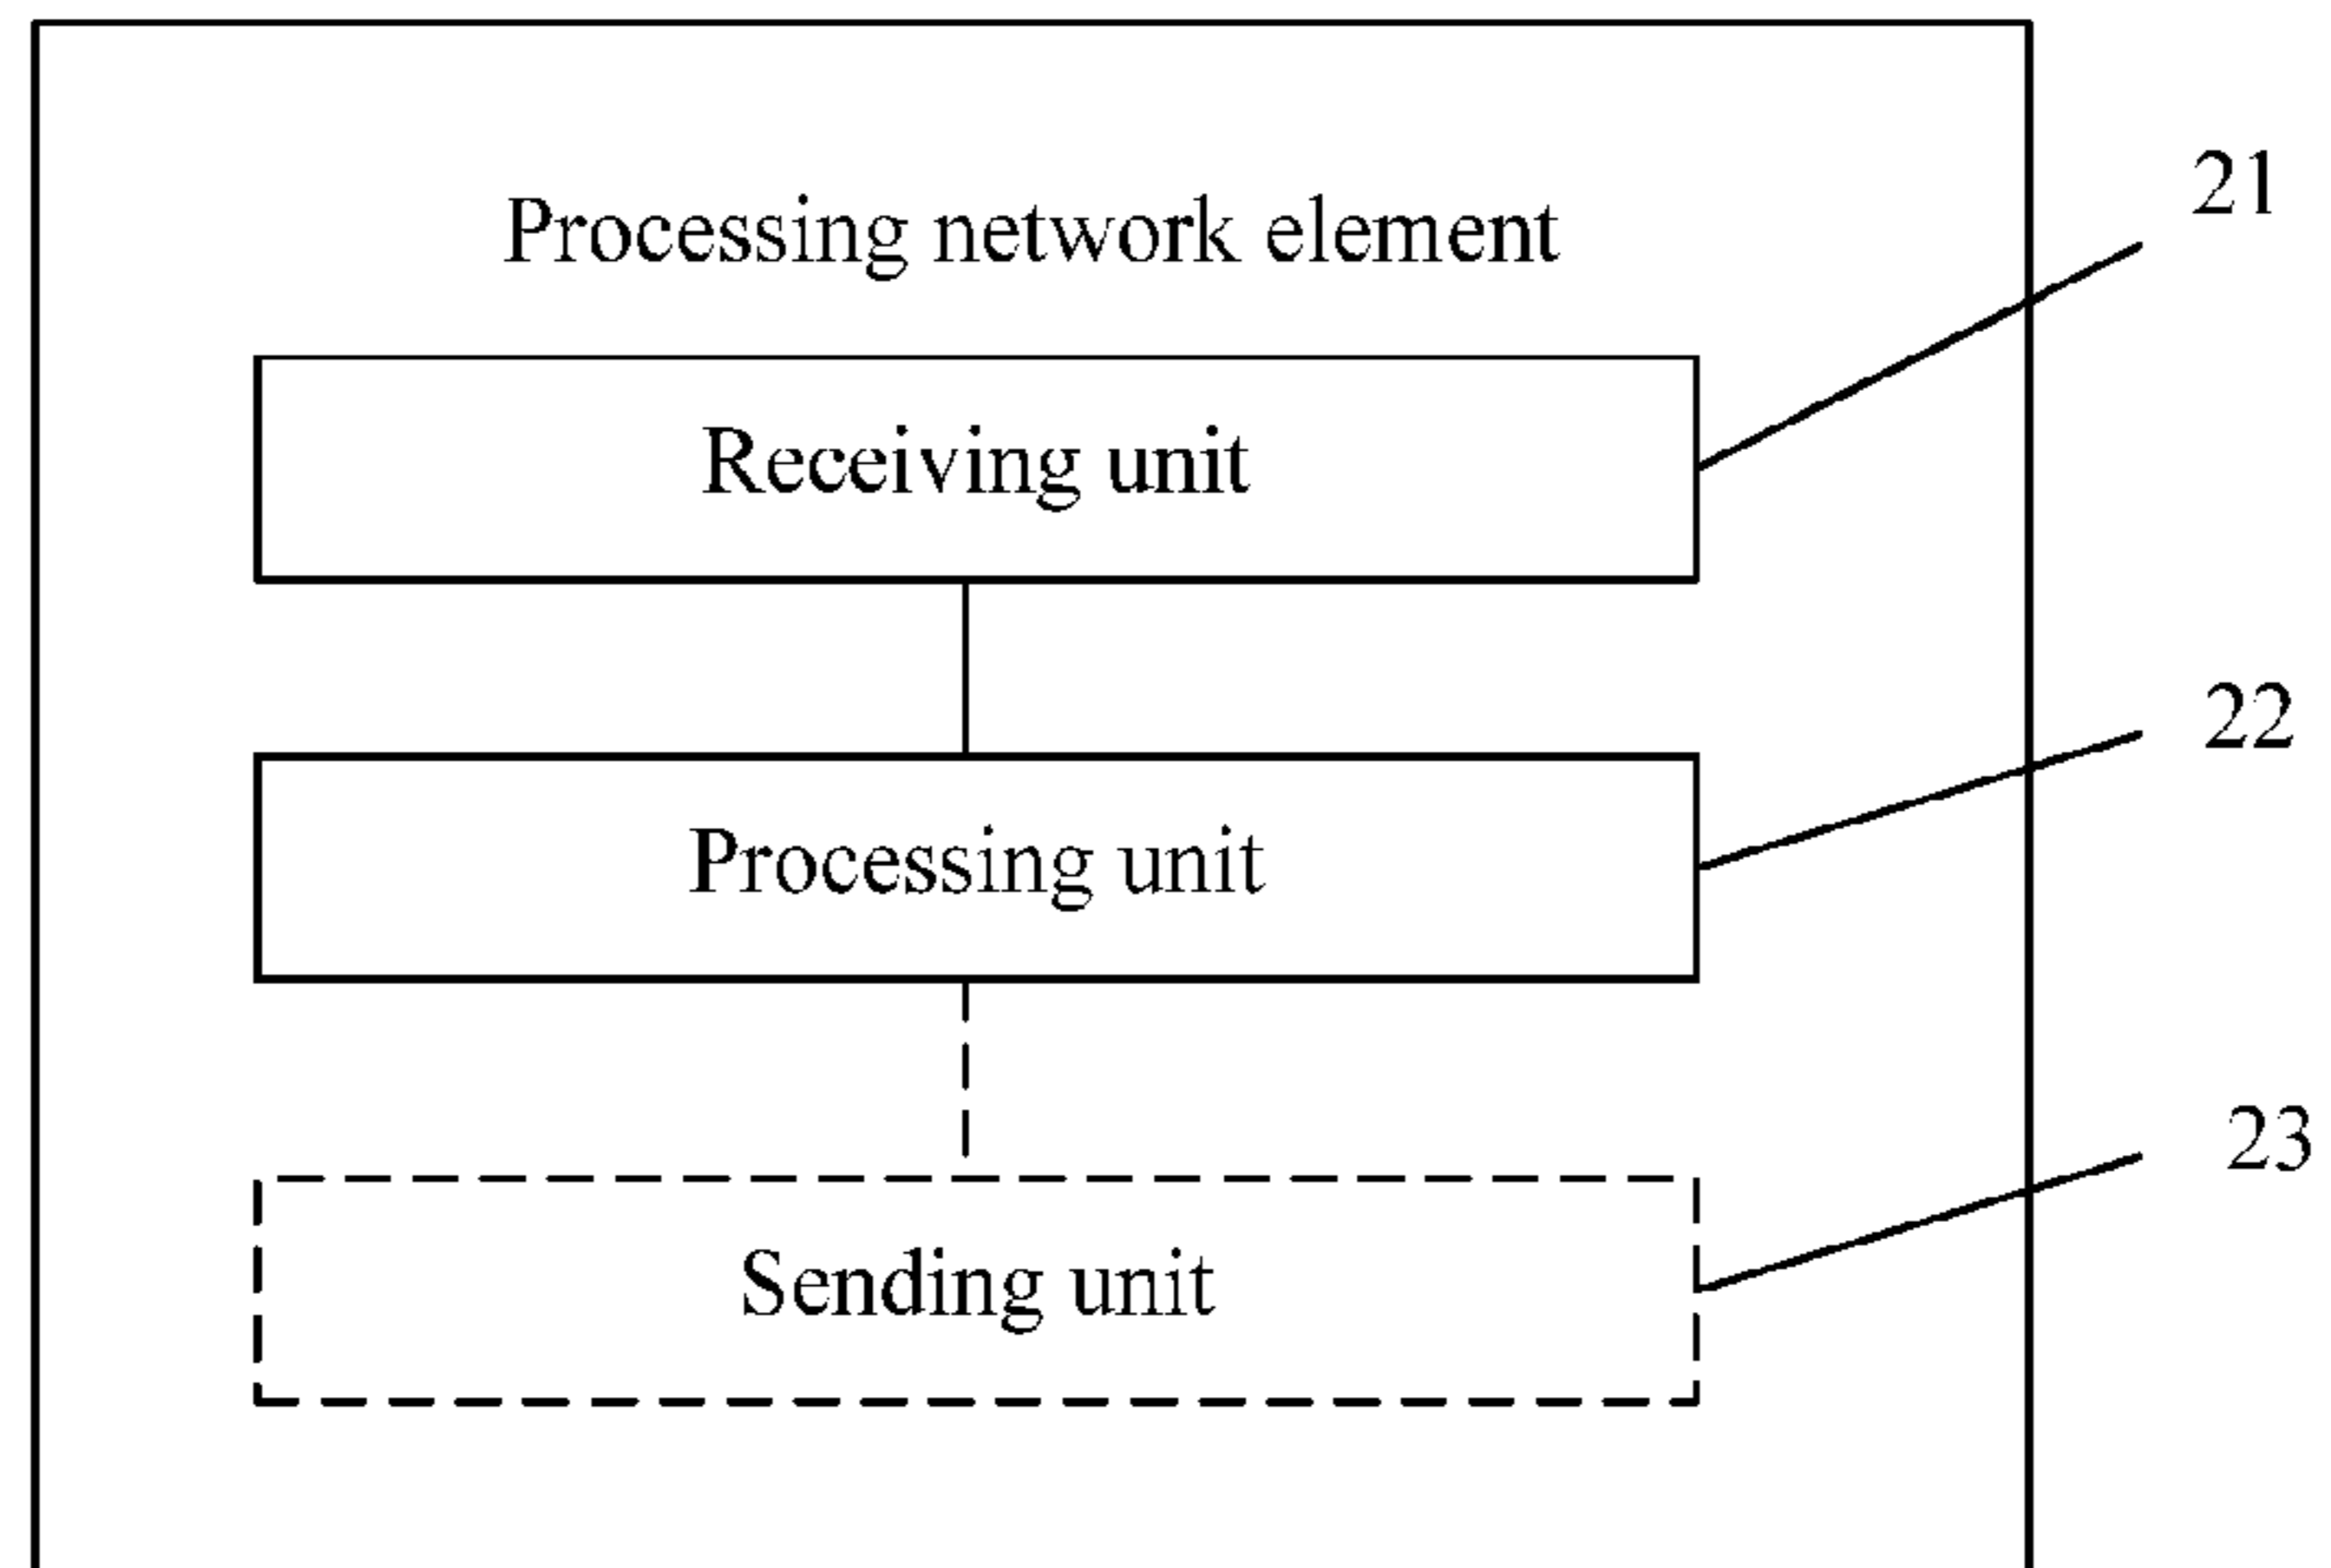 Processing network element
21
Receiving unit
22
Processing unit
23
Sending unit